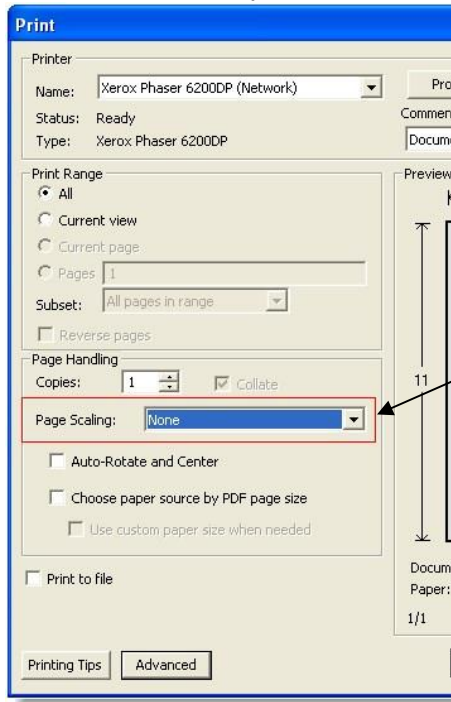 Print
Printer
Name: Xerox Phaser 6200DP (Network)
Status: Ready
Type: Xerox Phaser 6200DP
Print Range
All
Current view
Current page
Pages 1
Subset: All pages in range
Reverse pages
Page Handling
Copies: 1 Collate
Page Scaling: None
Auto-Rotate and Center
Choose paper source by PDF page size
Use custom paper size when needed
Print to file
Printing Tips Advanced
Pro
Commen
Docum
Preview
11
Docum
Paper:
1/1